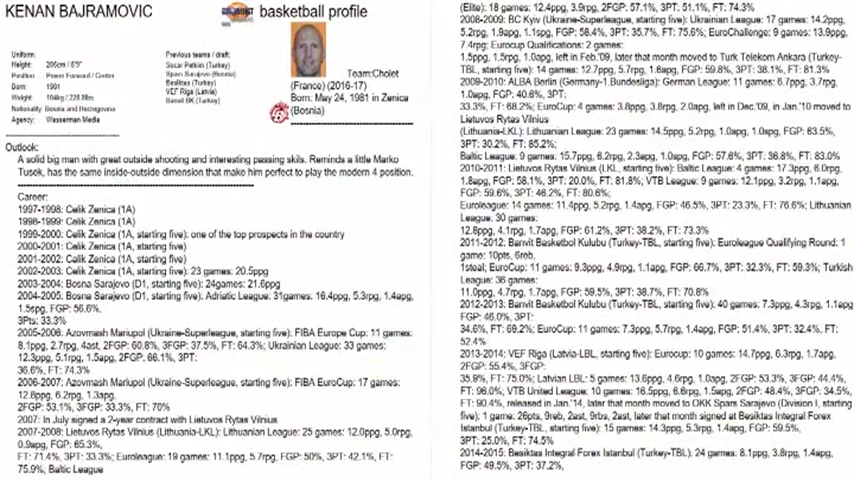 KENAN BAJRAMOVIC
basketball profile
Uniform:
Height: 206cm / 6'9"
Position: Power Forward / Center
Born: 1981
Weight: 104kg / 228.8lbs
Nationality: Bosnia and Herzegovina
Agency: Wasserman Media
Previous teams / draft:
Socar Petkim (Turkey)
Spars Sarajevo (Bosnia)
Besiktas (Turkey)
VEF Riga (Latvia)
Banvit BK (Turkey)
Team:Cholet
(France) (2016-17)
Born: May 24, 1981 in Zenica
(Bosnia)
Outlook:
A solid big man with great outside shooting and interesting passing skils. Reminds a little Marko
Tusek, has the same inside-outside dimension that make him perfect to play the modern 4 position.
Career:
1997-1998: Celik Zenica (1A)
1998-1999: Celik Zenica (1A)
1999-2000: Celik Zenica (1A, starting five): one of the top prospects in the country
2000-2001: Celik Zenica (1A, starting five)
2001-2002: Celik Zenica (1A, starting five)
2002-2003: Celik Zenica (1A, starting five): 23 games: 20.5ppg
2003-2004: Bosna Sarajevo (D1, starting five): 24games: 21.6ppg
2004-2005: Bosna Sarajevo (D1, starting five): Adriatic League: 31games: 16.4ppg, 5.3rpg, 1.4apg,
1.5spg, FGP: 56.6%,
3Pts: 33.3%
2005-2006: Azovmash Mariupol (Ukraine-Superleague, starting five): FIBA Europe Cup: 11 games:
8.1ppg, 2.7rpg, 4ast, 2FGP: 60.8%, 3FGP: 37.5%, FT: 64.3%; Ukrainian League: 33 games:
12.3ppg, 5.1rpg, 1.5apg, 2FGP: 66.1%, 3PT:
36.6%, FT: 74.3%
2006-2007: Azovmash Mariupol (Ukraine-Superleague, starting five): FIBA EuroCup: 17 games:
12.8ppg, 6.2rpg, 1.3apg,
2FGP: 53.1%, 3FGP: 33.3%, FT: 70%
2007: In July signed a 2-year contract with Lietuvos Rytas Vilnius
2007-2008: Lietuvos Rytas Vilnius (Lithuania-LKL): Lithuanian League: 25 games: 12.0ppg, 5.0rpg,
0.9apg, FGP: 65.3%,
FT: 71.4%, 3PT: 33.3%; Euroleague: 19 games: 11.1ppg, 5.7rpg, FGP: 50%, 3PT: 42.1%, FT:
75.9%, Baltic League
(Elite): 18 games: 12.4ppg, 3.9rpg, 2FGP: 57.1%, 3PT: 51.1%, FT: 74.3%
2008-2009: BC Kyiv (Ukraine-Superleague, starting five): Ukrainian League: 17 games: 14.2ppg,
5.2rpg, 1.9apg, 1.1spg, FGP: 58.4%, 3PT: 35.7%, FT: 75.6%; EuroChallenge: 9 games: 13.9ppg,
7.4rpg; Eurocup Qualifications: 2 games:
1.5ppg, 1.5rpg, 1.0apg, left in Feb.'09, later that month moved to Turk Telekom Ankara (Turkey-
TBL, starting five): 14 games: 12.7ppg, 5.7rpg, 1.6apg, FGP: 59.8%, 3PT: 38.1%, FT: 81.3%
2009-2010: ALBA Berlin (Germany-1.Bundesliga): German League: 11 games: 6.7ppg, 3.7rpg,
1.0apg, FGP: 40.6%, 3PT:
33.3%, FT: 68.2%; EuroCup: 4 games: 3.8ppg, 3.8rpg, 2.0apg, left in Dec.'09, in Jan.'10 moved to
Lietuvos Rytas Vilnius
(Lithuania-LKL): Lithuanian League: 23 games: 14.5ppg, 5.2rpg, 1.0apg, 1.0apg, FGP: 63.5%,
3PT: 30.2%, FT: 85.2%;
Baltic League: 9 games: 15.7ppg, 6.2rpg, 2.3apg, 1.0apg, FGP: 57.6%, 3PT: 36.8%, FT: 83.0%
2010-2011: Lietuvos Rytas Vilnius (LKL, starting five): Baltic League: 4 games: 17.3ppg, 6.0rpg,
1.8apg, FGP: 58.1%, 3PT: 20.0%, FT: 81.8%; VTB League: 9 games: 12.1ppg, 3.2rpg, 1.1apg,
FGP: 59.6%, 3PT: 46.2%, FT: 80.6%;
Euroleague: 14 games: 11.4ppg, 5.2rpg, 1.4apg, FGP: 46.5%, 3PT: 23.3%, FT: 76.6%; Lithuanian
League: 30 games:
12.8ppg, 4.1rpg, 1.7apg, FGP: 61.2%, 3PT: 38.2%, FT: 73.3%
2011-2012: Banvit Basketbol Kulubu (Turkey-TBL, starting five): Euroleague Qualifying Round: 1
game: 10pts, 6reb,
1steal; EuroCup: 11 games: 9.3ppg, 4.9rpg, 1.1apg, FGP: 66.7%, 3PT: 32.3%, FT: 59.3%; Turkish
League: 36 games:
11.0ppg, 4.7rpg, 1.7apg, FGP: 59.5%, 3PT: 38.7%, FT: 70.8%
2012-2013: Banvit Basketbol Kulubu (Turkey-TBL, starting five): 40 games: 7.3ppg, 4.3rpg, 1.1apg
FGP: 46.0%, 3PT:
34.6%, FT: 69.2%; EuroCup: 11 games: 7.3ppg, 5.7rpg, 1.4apg, FGP: 51.4%, 3PT: 32.4%, FT:
52.4%
2013-2014: VEF Riga (Latvia-LBL, starting five): Eurocup: 10 games: 14.7ppg, 6.3rpg, 1.7apg,
2FGP: 55.4%, 3FGP:
35.9%, FT: 75.0%; Latvian LBL: 5 games: 13.6ppg, 4.6rpg, 1.0apg, 2FGP: 53.3%, 3FGP: 44.4%,
FT: 96.0%; VTB United League: 10 games: 16.5ppg, 6.6rpg, 1.5apg, 2FGP: 48.4%, 3FGP: 34.5%,
FT: 90.4%, released in Jan.'14, later that month moved to OKK Spars Sarajevo (Division I, starting
five): 1 game: 26pts, 9reb, 2ast, 9rbs, 2ast, later that month signed at Besiktas Integral Forex
Istanbul (Turkey-TBL, starting five): 15 games: 14.3ppg, 5.3rpg, 1.4apg, FGP: 59.5%,
3PT: 25.0%, FT: 74.5%
2014-2015: Besiktas Integral Forex Istanbul (Turkey-TBL): 24 games: 8.1ppg, 3.8rpg, 1.4apg,
FGP: 49.5%, 3PT: 37.2%,